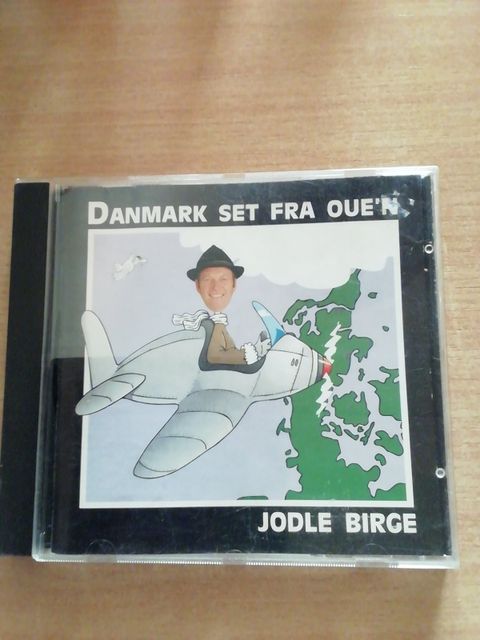 DANMARK SET FRA OUE'N
JODLE BIRGE